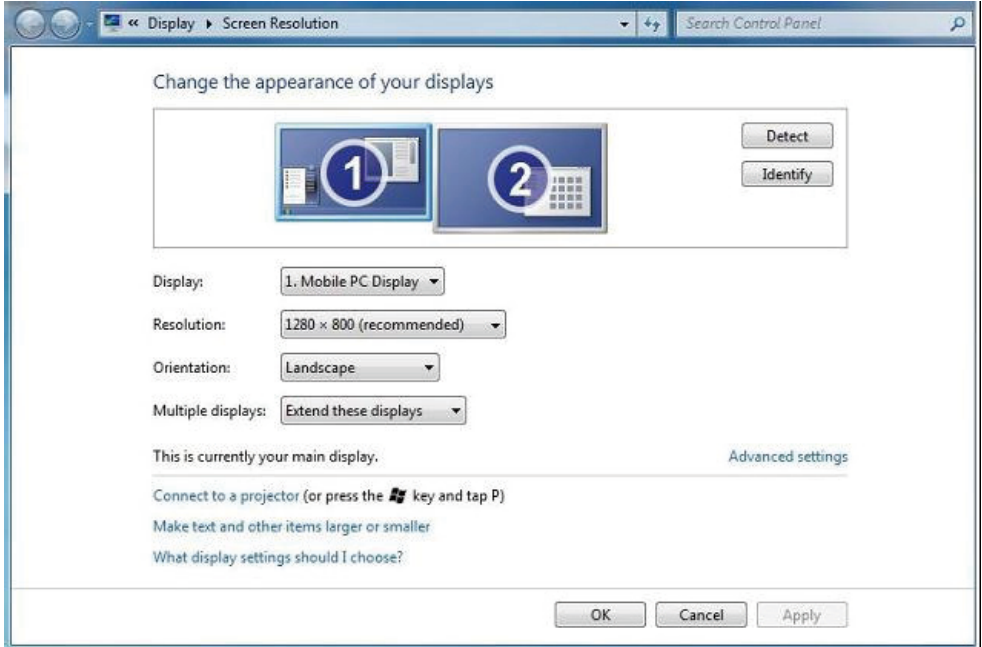 « Display ▸ Screen Resolution
Search Control Panel
Change the appearance of your displays
1
2
Detect
Identify
Display: 1. Mobile PC Display
Resolution: 1280 × 800 (recommended)
Orientation: Landscape
Multiple displays: Extend these displays
This is currently your main display. Advanced settings
Connect to a projector (or press the key and tap P)
Make text and other items larger or smaller
What display settings should I choose?
OK Cancel Apply